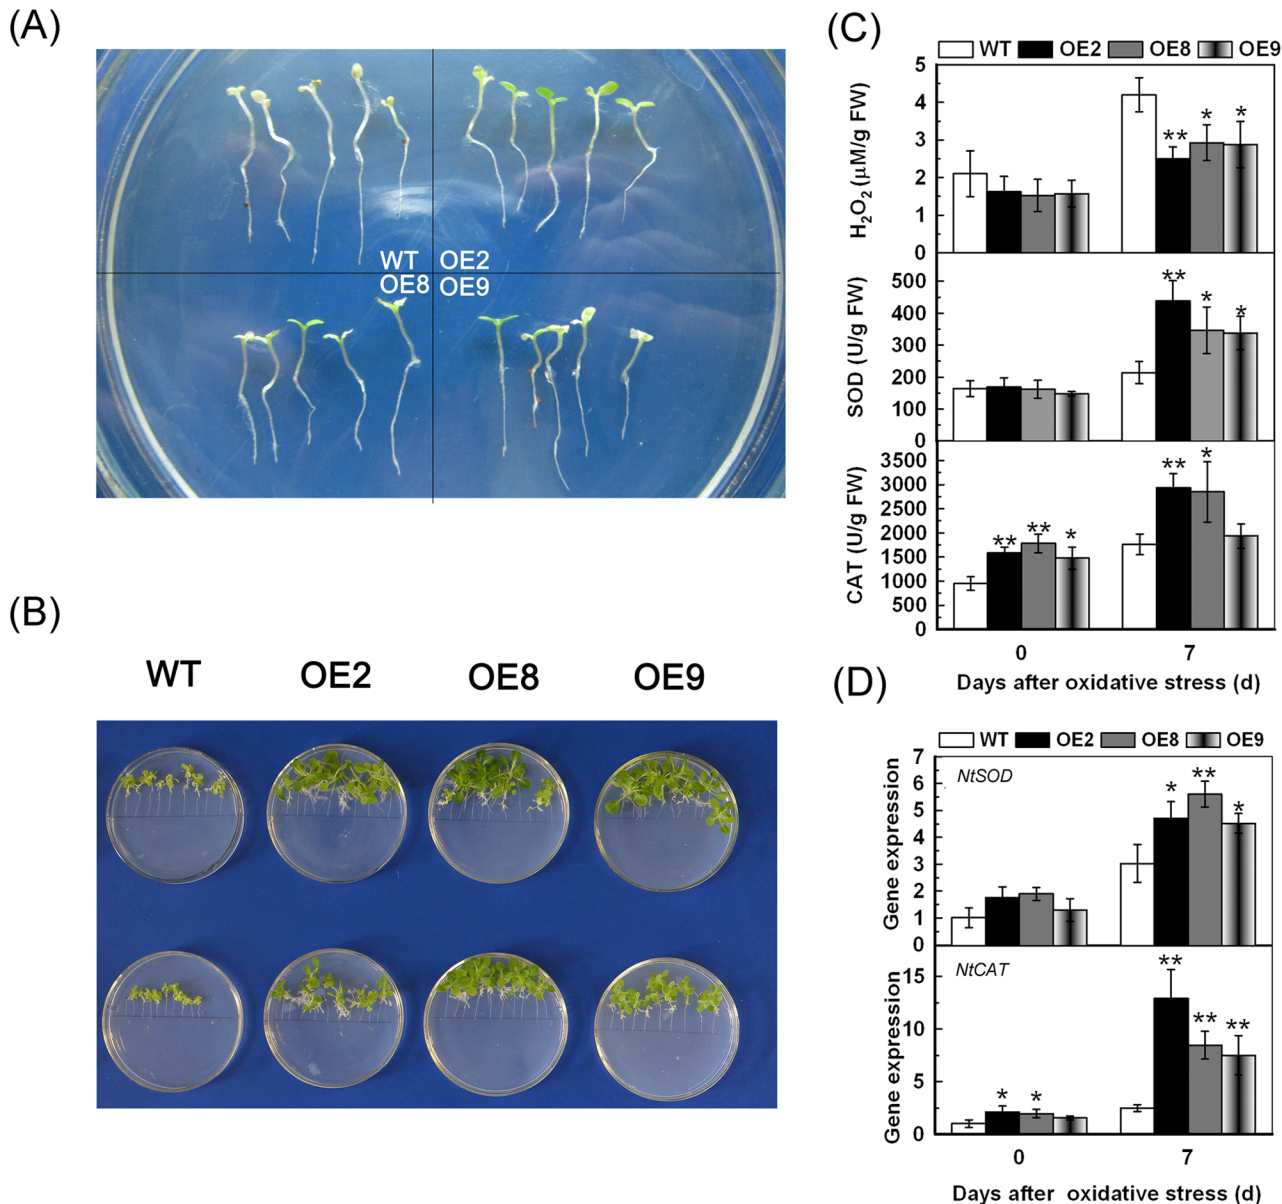 (A)
WT OE2
OE8 OE9
(B)
WT OE2 OE8 OE9
(C)
WT OE2 OE8 OE9
H₂O₂ (μM/g FW)
5
4
3
2
1
0
** * *
SOD (U/g FW)
500
400
300
200
100
0
** * *
CAT (U/g FW)
3500
3000
2500
2000
1500
1000
500
0
** ** * ** *
0 7
Days after oxidative stress (d)
(D)
WT OE2 OE8 OE9
Gene expression
NtSOD
7
6
5
4
3
2
1
0
* ** *
Gene expression
NtCAT
15
10
5
0
* * ** ** **
0 7
Days after oxidative stress (d)